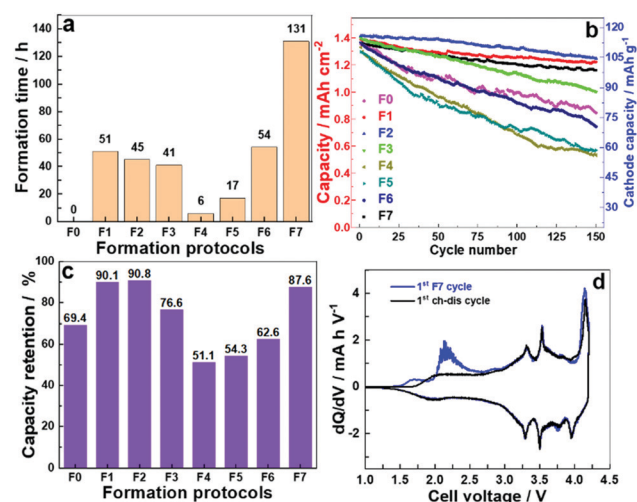 a
Formation time / h
140
120
100
80
60
40
20
0
0
51
45
41
6
17
54
131
F0 F1 F2 F3 F4 F5 F6 F7
Formation protocols
b
Capacity / mAh cm⁻²
1.4
1.2
1.0
0.8
0.6
0.4
0.2
0.0
F0
F1
F2
F3
F4
F5
F6
F7
0 25 50 75 100 125 150
Cycle number
120
105
90
75
60
45
30
15
Cathode capacity / mAh g⁻¹
c
Capacity retention / %
100
80
60
40
20
0
69.4
90.1
90.8
76.6
51.1
54.3
62.6
87.6
F0 F1 F2 F3 F4 F5 F6 F7
Formation protocols
d
1st F7 cycle
1st ch-dis cycle
dQ/dV / mA h V⁻¹
4
2
0
-2
1.0 1.5 2.0 2.5 3.0 3.5 4.0 4.5
Cell voltage / V